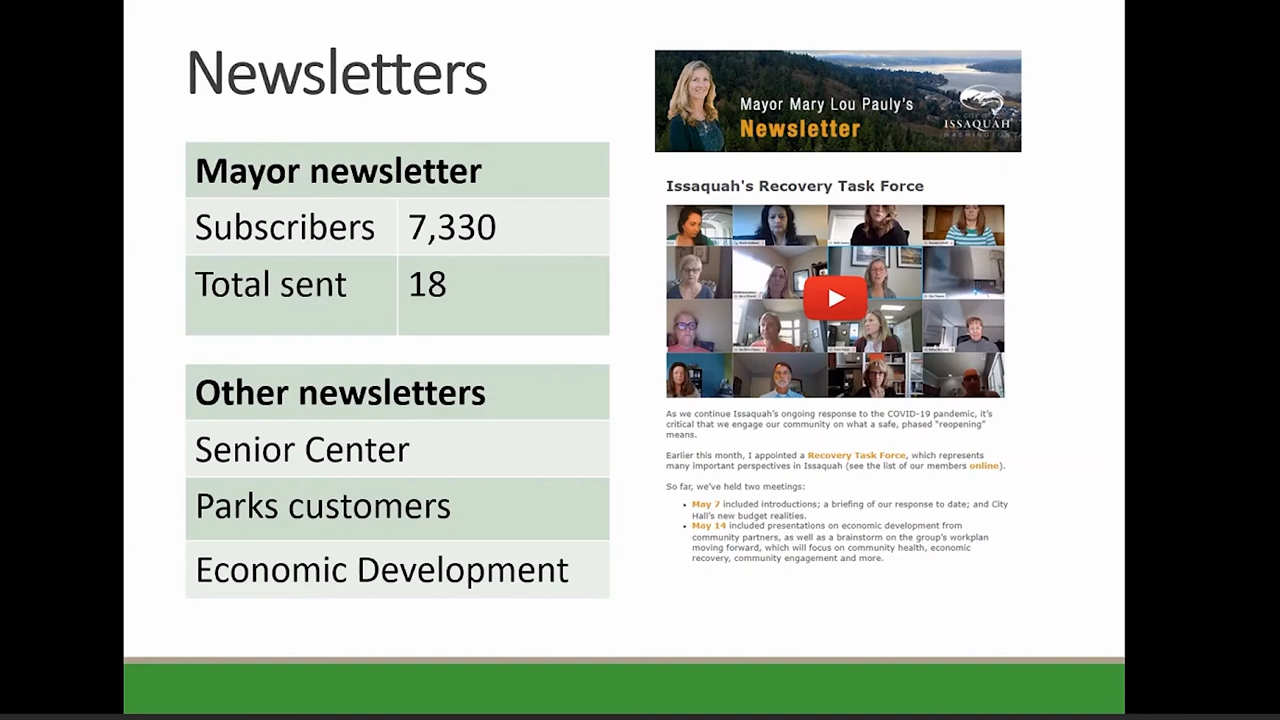 Newsletters
Mayor newsletter
Subscribers 7,330
Total sent 18
Other newsletters
Senior Center
Parks customers
Economic Development
Mayor Mary Lou Pauly's
Newsletter
CITY OF
ISSAQUAH
WASHINGTON
Issaquah's Recovery Task Force
As we continue Issaquah's ongoing response to the COVID-19 pandemic, it's
critical that we engage our community on what a safe, phased "reopening"
means.
Earlier this month, I appointed a Recovery Task Force, which represents
many important perspectives in Issaquah (see the list of our members online).
So far, we've held two meetings:
• May 7 included introductions; a briefing of our response to date; and City
Hall's new budget realities.
• May 14 included presentations on economic development from
community partners, as well as a brainstorm on the group's workplan
moving forward, which will focus on community health, economic
recovery, community engagement and more.